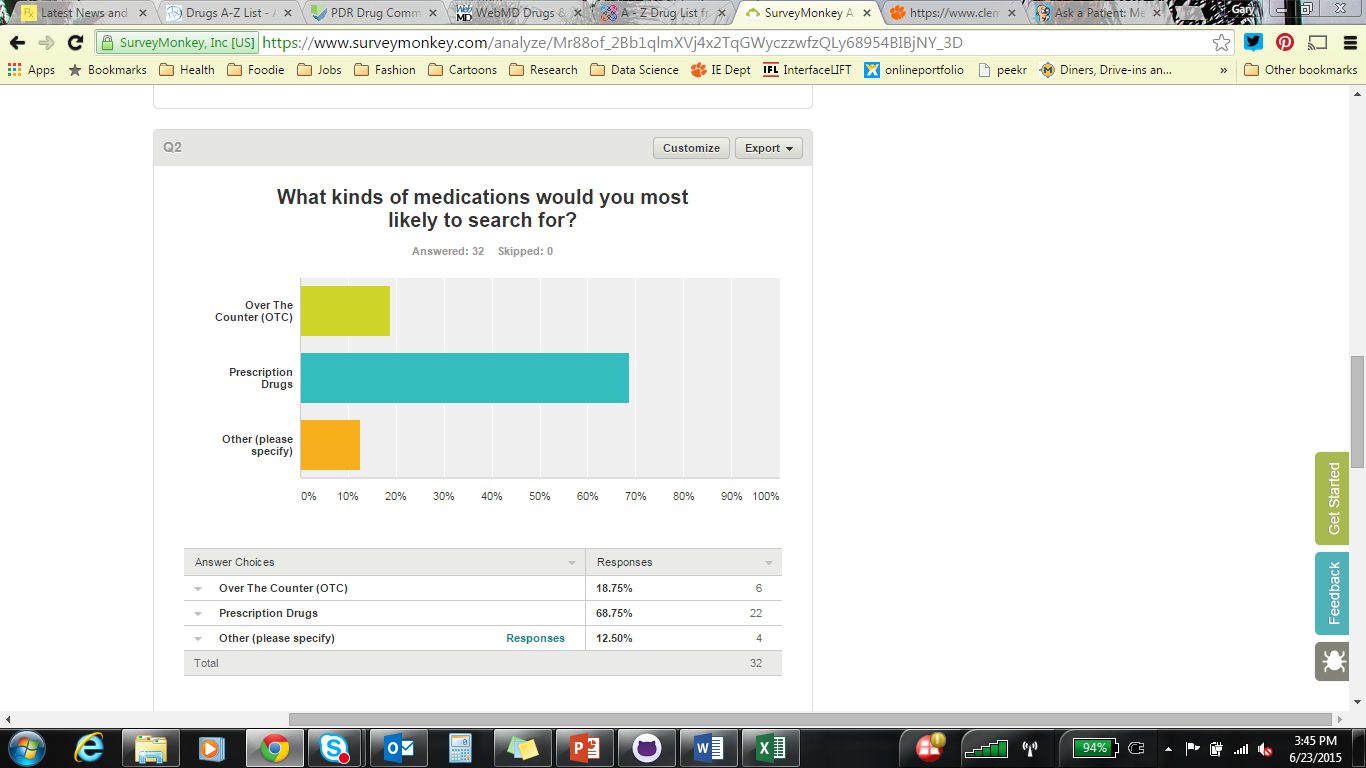 Latest News and
Drugs A-Z List - A
PDR Drug Comm
WebMD Drugs &
A - Z Drug List fr
SurveyMonkey A
https://www.clem
Ask a Patient: Me
Gary
SurveyMonkey, Inc [US] https://www.surveymonkey.com/analyze/Mr88of_2Bb1qlmXVj4x2TqGWyczzwfzQLy68954BIBjNY_3D
Apps Bookmarks Health Foodie Jobs Fashion Cartoons Research Data Science IE Dept IFL InterfaceLIFT onlineportfolio peekr Diners, Drive-ins an... » Other bookmarks
Q2
Customize Export
What kinds of medications would you most
likely to search for?
Answered: 32 Skipped: 0
Over The
Counter (OTC)
Prescription
Drugs
Other (please
specify)
0% 10% 20% 30% 40% 50% 60% 70% 80% 90% 100%
Answer Choices Responses
Over The Counter (OTC) 18.75% 6
Prescription Drugs 68.75% 22
Other (please specify) Responses 12.50% 4
Total 32
Get Started
Feedback
94%
3:45 PM
6/23/2015